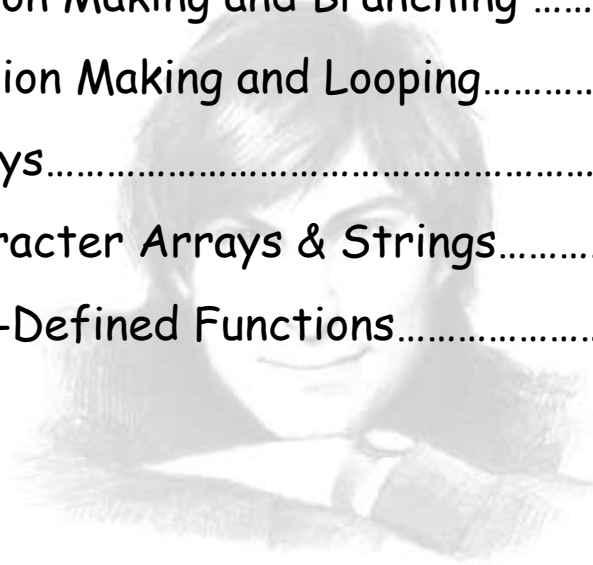 on Making and Branching ……
ion Making and Looping…………
ys……………………………………………………
racter Arrays & Strings………
-Defined Functions…………………